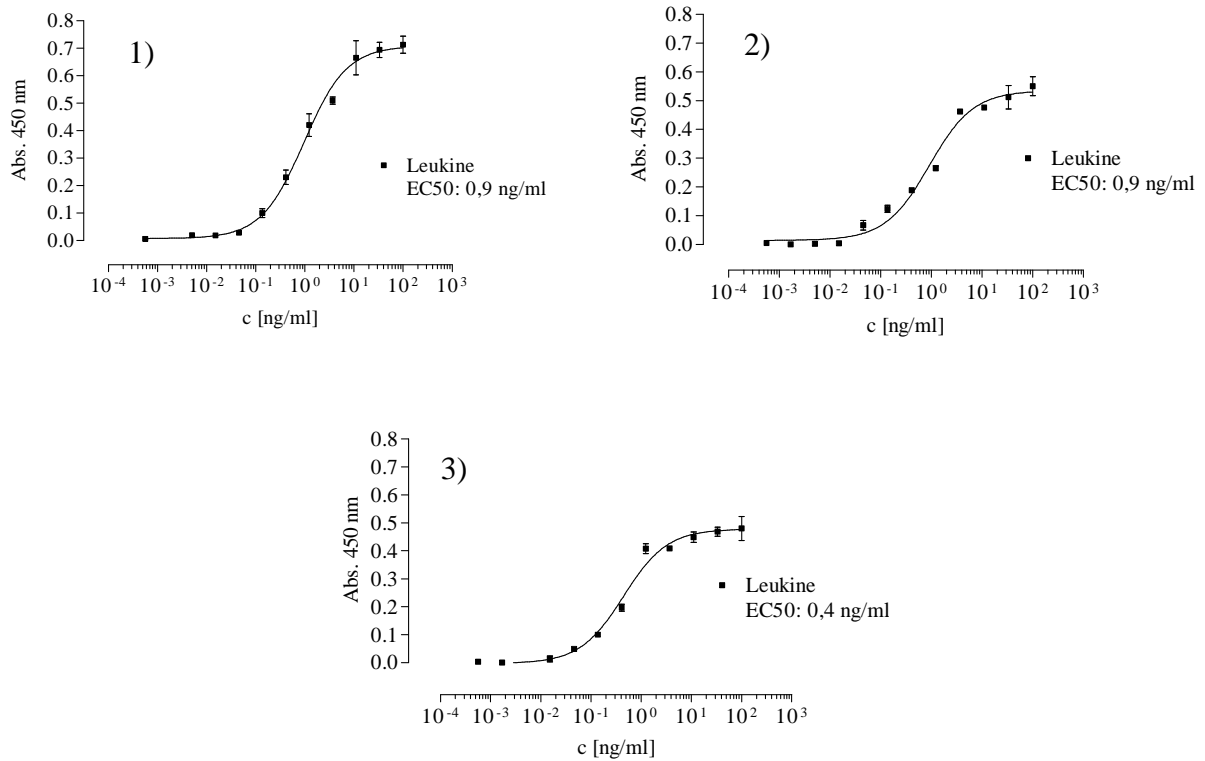 1)
Abs. 450 nm
0.8
0.7
0.6
0.5
0.4
0.3
0.2
0.1
0.0
Leukine
EC50: 0,9 ng/ml
10⁻⁴ 10⁻³ 10⁻² 10⁻¹ 10⁰ 10¹ 10² 10³
c [ng/ml]
2)
Abs. 450 nm
0.8
0.7
0.6
0.5
0.4
0.3
0.2
0.1
0.0
Leukine
EC50: 0,9 ng/ml
10⁻⁴ 10⁻³ 10⁻² 10⁻¹ 10⁰ 10¹ 10² 10³
c [ng/ml]
3)
Abs. 450 nm
0.8
0.7
0.6
0.5
0.4
0.3
0.2
0.1
0.0
Leukine
EC50: 0,4 ng/ml
10⁻⁴ 10⁻³ 10⁻² 10⁻¹ 10⁰ 10¹ 10² 10³
c [ng/ml]